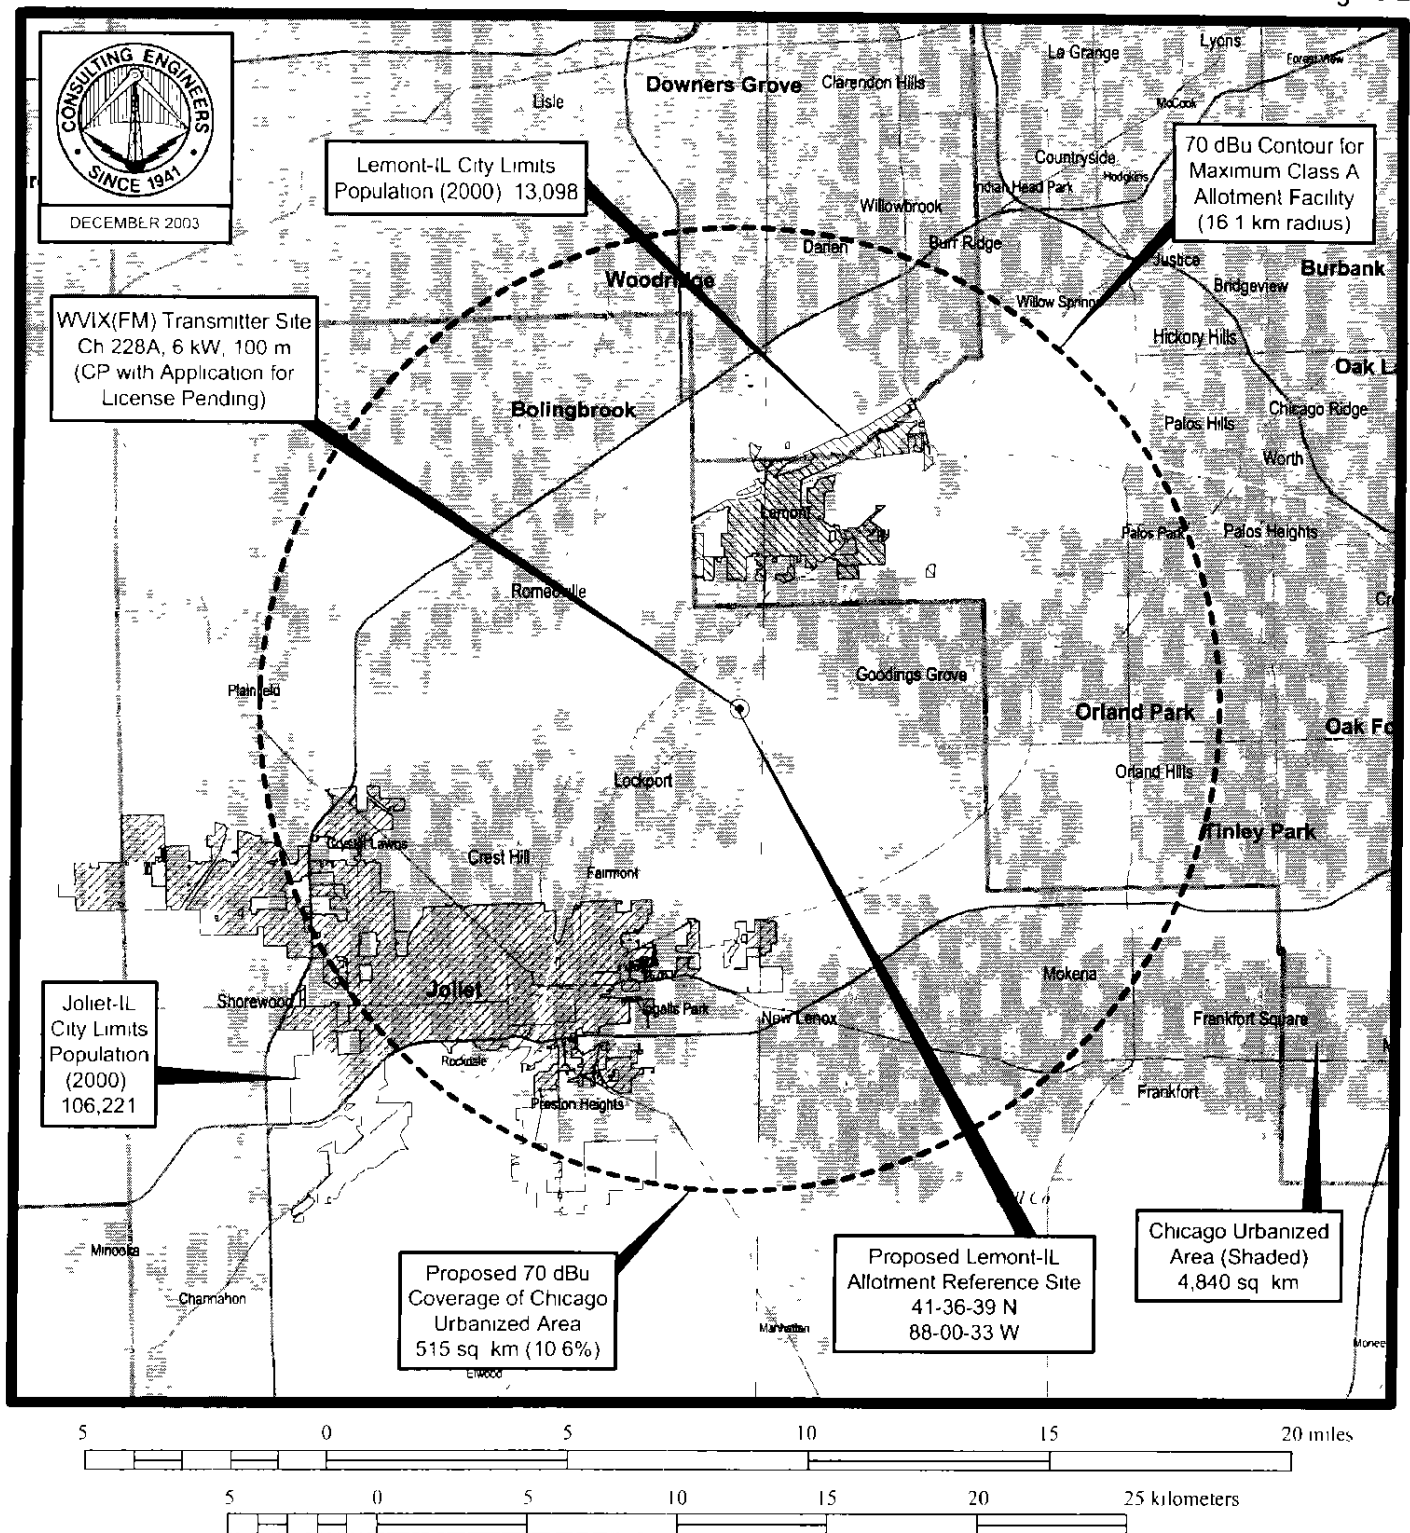 CONSULTING ENGINEERS
SINCE 1941
DECEMBER 2003
Lemont-IL City Limits
Population (2000) 13,098
70 dBu Contour for
Maximum Class A
Allotment Facility
(16 1 km radius)
WVIX(FM) Transmitter Site
Ch 228A, 6 kW, 100 m
(CP with Application for
License Pending)
Lisle
Downers Grove
Clarendon Hills
La Grange
Lyons
Forest View
McCook
Countryside
Hodgkins
Indian Head Park
Willowbrook
Darien
Burr Ridge
Justice
Burbank
Bridgeview
Woodridge
Willow Springs
Hickory Hills
Oak L
Bolingbrook
Chicago Ridge
Palos Hills
Worth
Lemont
Palos Park
Palos Heights
Romeoville
Goodings Grove
Plainfield
Orland Park
Oak Fo
Lockport
Orland Hills
Tinley Park
Crystal Lawns
Crest Hill
Fairmont
Joliet
Shorewood
Ingalls Park
New Lenox
Mokena
Frankfort Square
Rockdale
Preston Heights
Frankfort
Joliet-IL
City Limits
Population
(2000)
106,221
Will Co
Minooka
Channahon
Manhattan
Elwood
Monee
Proposed 70 dBu
Coverage of Chicago
Urbanized Area
515 sq km (10 6%)
Proposed Lemont-IL
Allotment Reference Site
41-36-39 N
88-00-33 W
Chicago Urbanized
Area (Shaded)
4,840 sq km
5 0 5 10 15 20 miles
5 0 5 10 15 20 25 kilometers